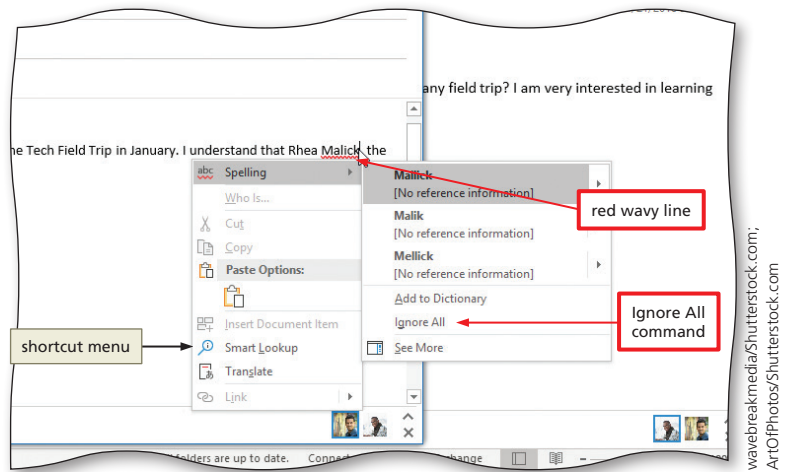 any field trip? I am very interested in learning
he Tech Field Trip in January. I understand that Rhea Malick, the
abc Spelling
Who Is...
Cut
Copy
Paste Options:
Insert Document Item
Smart Lookup
Translate
Link
Mallick
[No reference information]
Malik
[No reference information]
Mellick
[No reference information]
Add to Dictionary
Ignore All
See More
red wavy line
Ignore All
command
shortcut menu
folders are up to date.
wavebreakmedia/Shutterstock.com;
ArtOfPhotos/Shutterstock.com